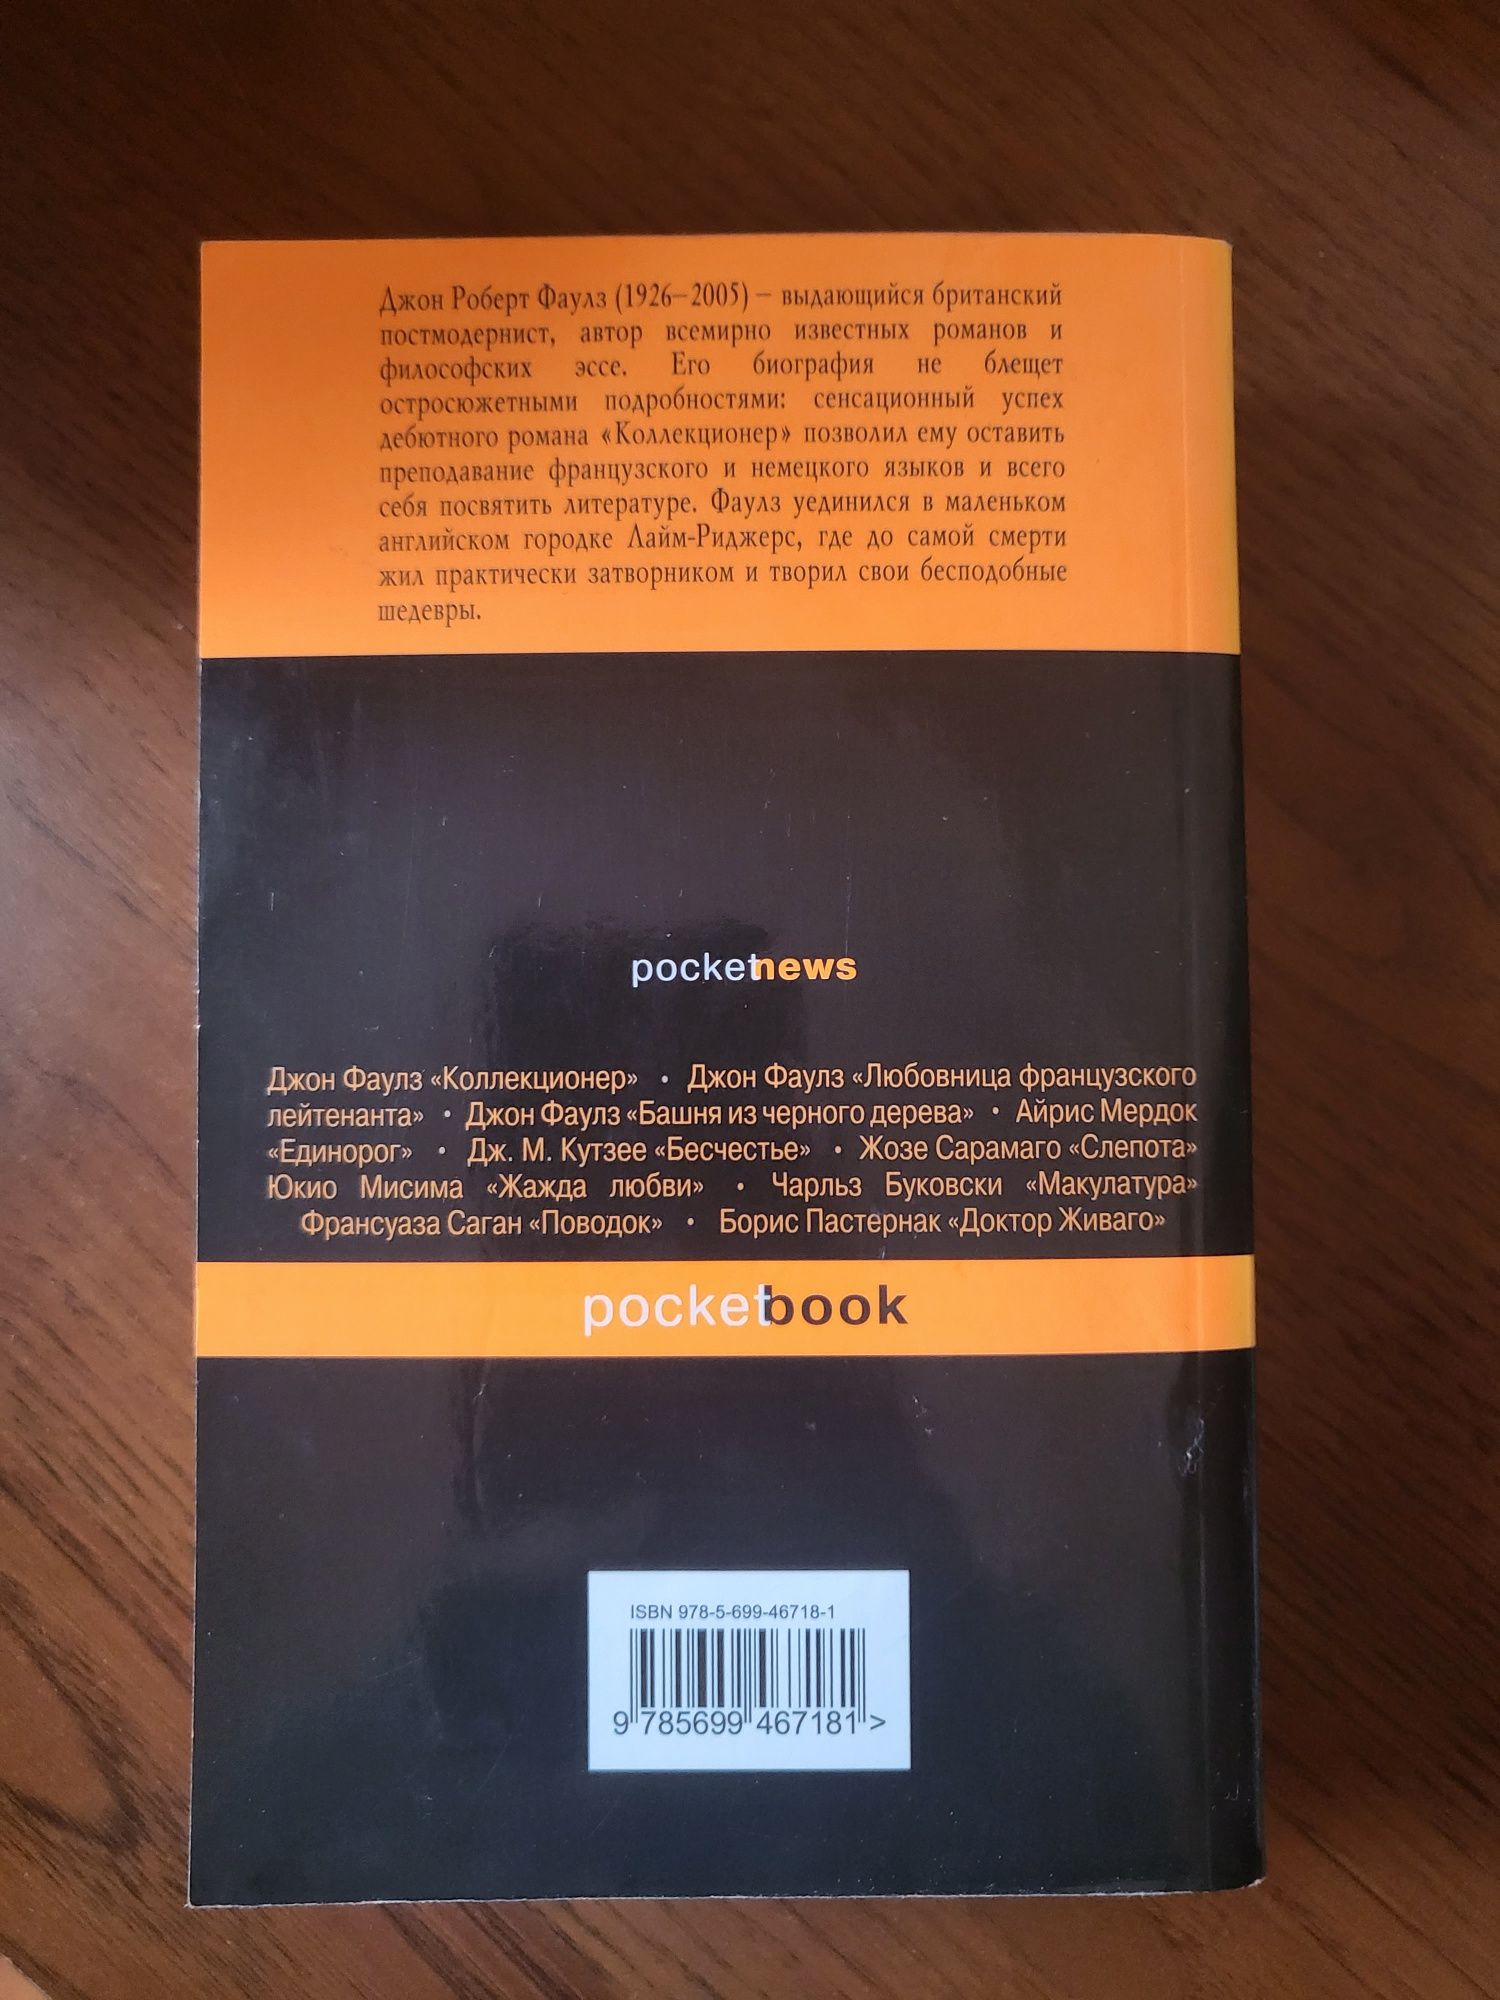 Джон Роберт Фаулз (1926–2005) – выдающийся британский
постмодернист, автор всемирно известных романов и
философских эссе. Его биография не блещет
остросюжетными подробностями: сенсационный успех
дебютного романа «Коллекционер» позволил ему оставить
преподавание французского и немецкого языков и всего
себя посвятить литературе. Фаулз уединился в маленьком
английском городке Лайм-Риджерс, где до самой смерти
жил практически затворником и творил свои бесподобные
шедевры.
pocketnews
Джон Фаулз «Коллекционер» • Джон Фаулз «Любовница французского
лейтенанта» • Джон Фаулз «Башня из черного дерева» • Айрис Мердок
«Единорог» • Дж. М. Кутзее «Бесчестье» • Жозе Сарамаго «Слепота»
Юкио Мисима «Жажда любви» • Чарльз Буковски «Макулатура»
Франсуаза Саган «Поводок» • Борис Пастернак «Доктор Живаго»
pocketbook
ISBN 978-5-699-46718-1
9 785699 467181 >